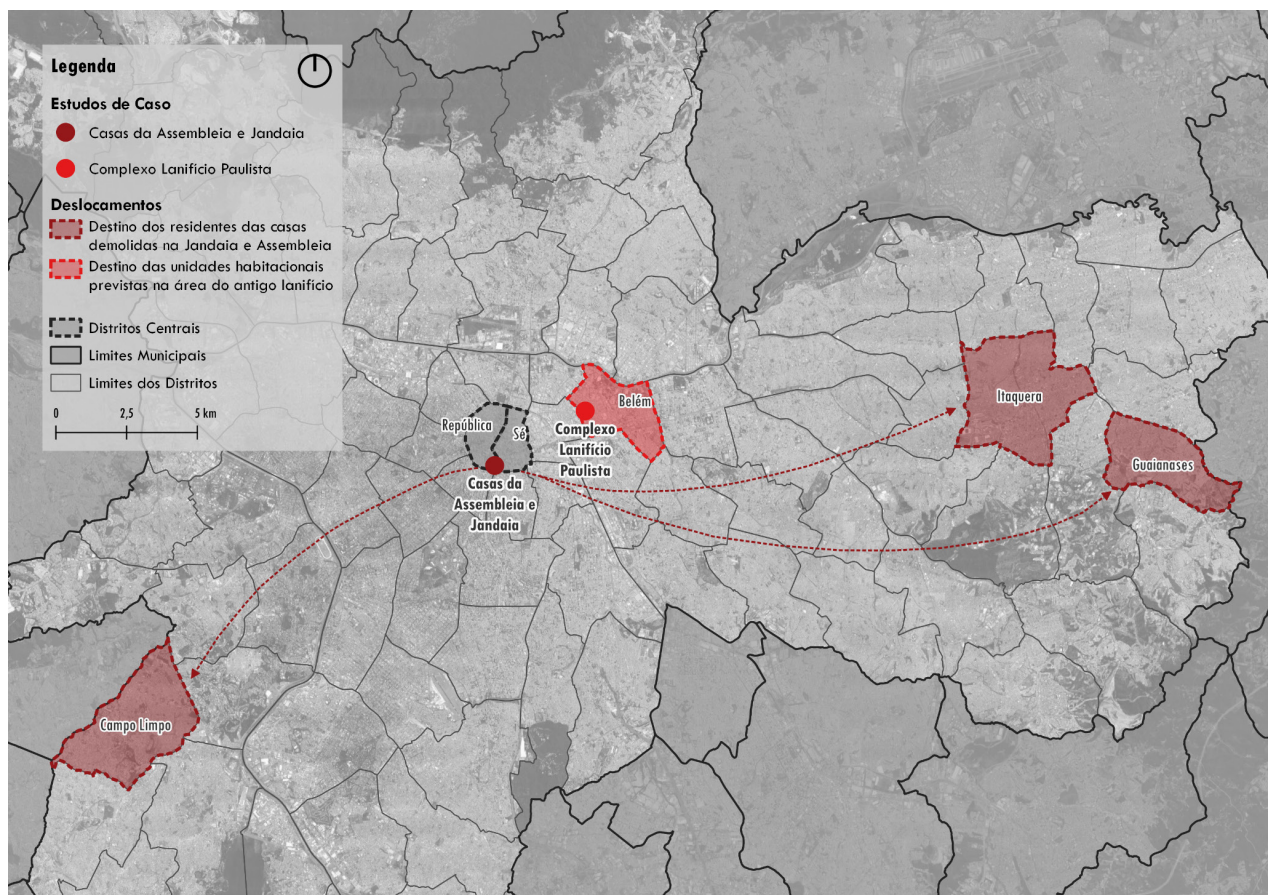 Legenda
Estudos de Caso
Casas da Assembleia e Jandaia
Complexo Lanifício Paulista
Deslocamentos
Destino dos residentes das casas
demolidas na Jandaia e Assembleia
Destino das unidades habitacionais
previstas na área do antigo lanifício
Distritos Centrais
Limites Municipais
Limites dos Distritos
0 2,5 5 km
República
Sé
Belém
Complexo
Lanifício
Paulista
Casas da
Assembleia e
Jandaia
Itaquera
Guaianases
Campo Limpo